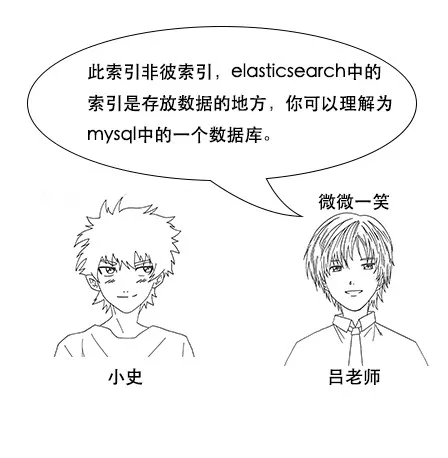 此索引非彼索引，elasticsearch中的
索引是存放数据的地方，你可以理解为
mysql中的一个数据库。
微微一笑
小史
吕老师